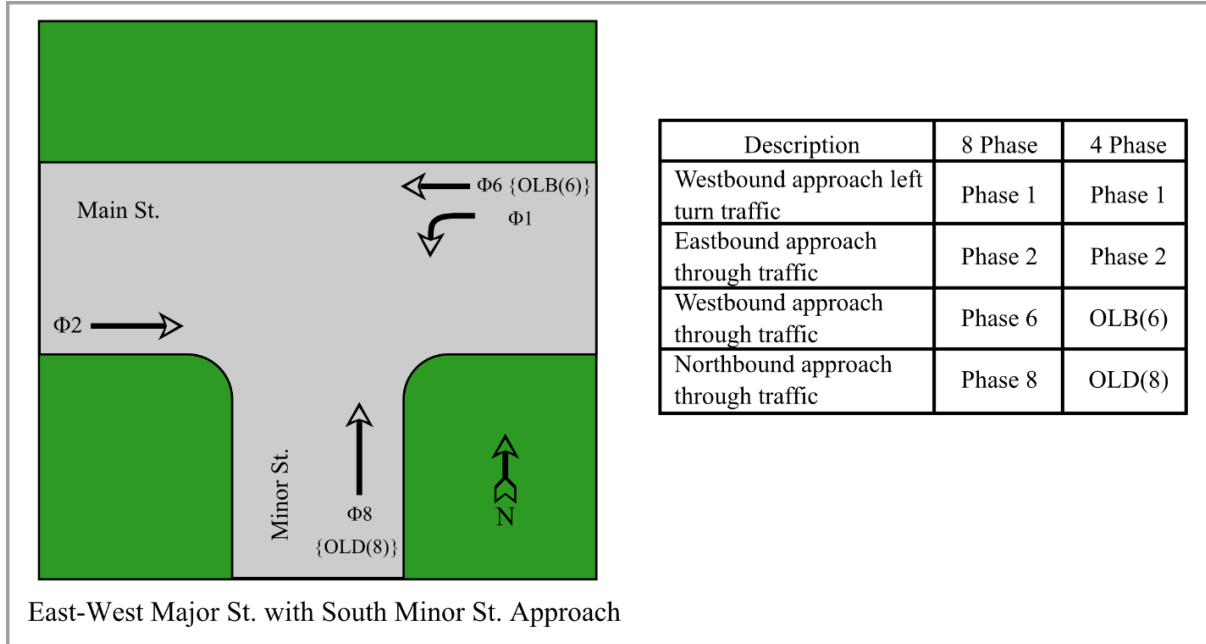 Main St.
Φ6 {OLB(6)}
Φ1
Φ2
Minor St.
Φ8
{OLD(8)}
N
East-West Major St. with South Minor St. Approach
Description 8 Phase 4 Phase
Westbound approach left
turn traffic Phase 1 Phase 1
Eastbound approach
through traffic Phase 2 Phase 2
Westbound approach
through traffic Phase 6 OLB(6)
Northbound approach
through traffic Phase 8 OLD(8)